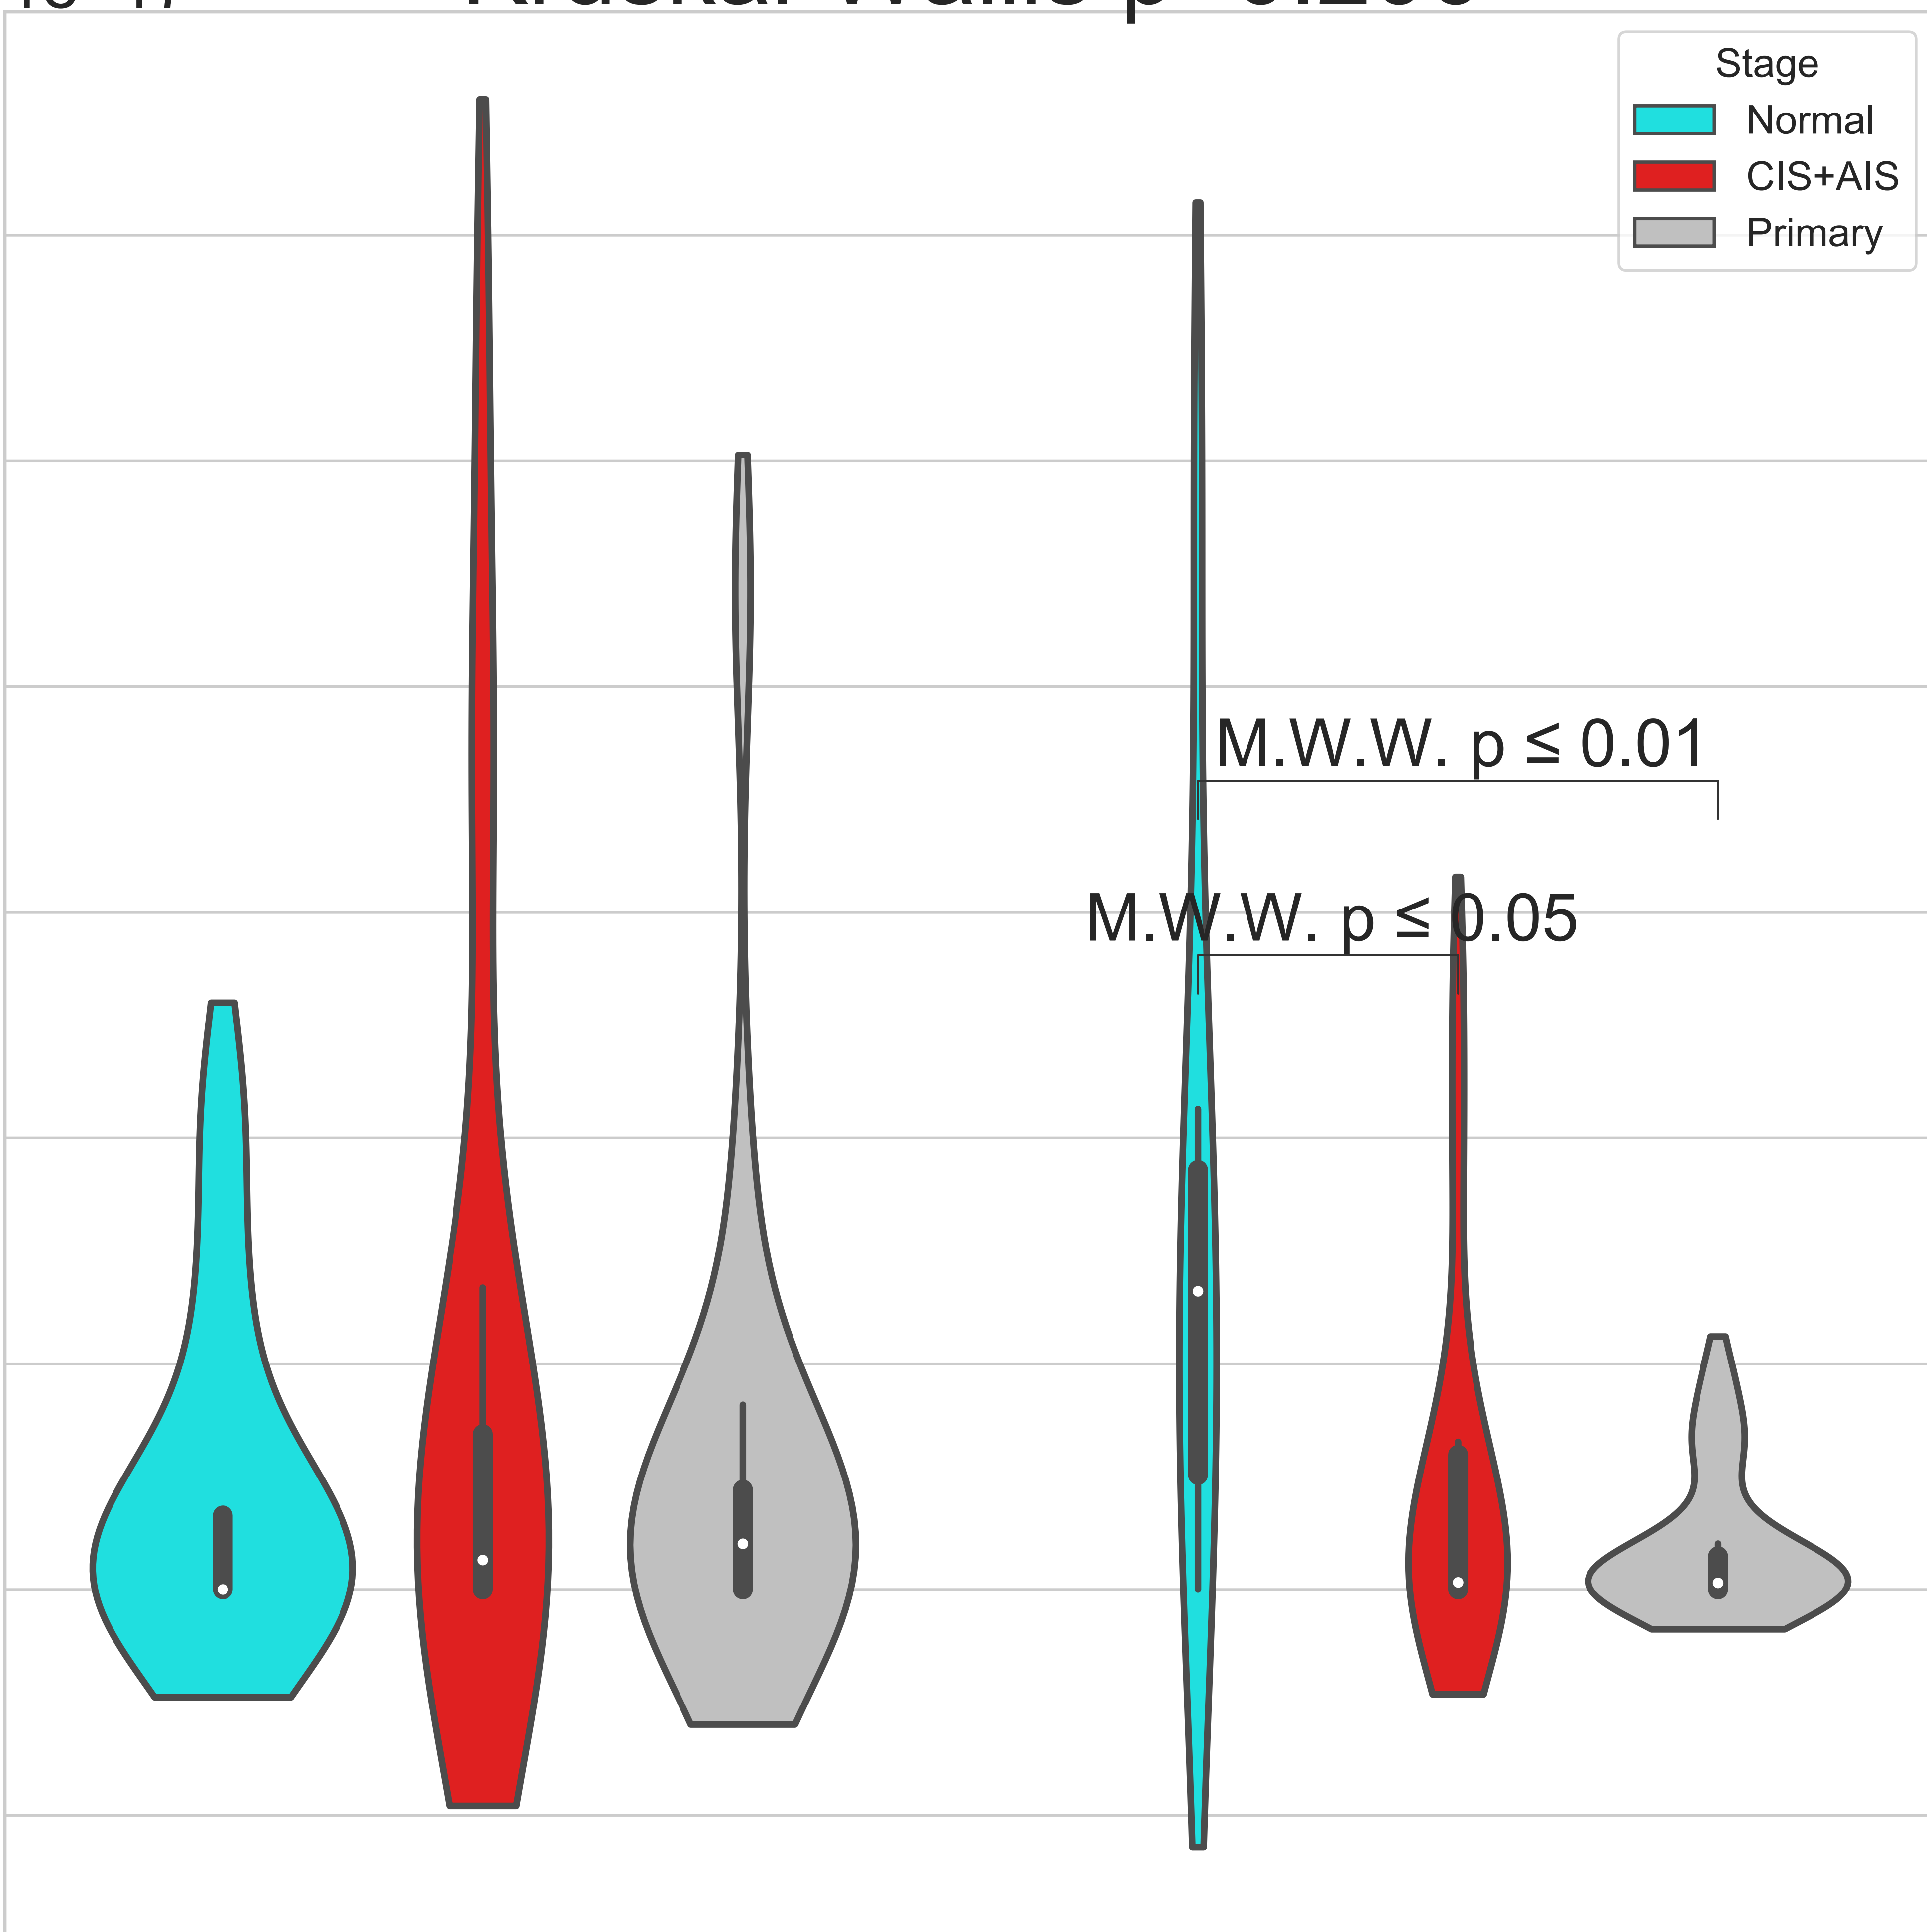 Stage
Normal
CIS+AIS
Primary
M.W.W. p ≤ 0.01
M.W.W. p ≤ 0.05